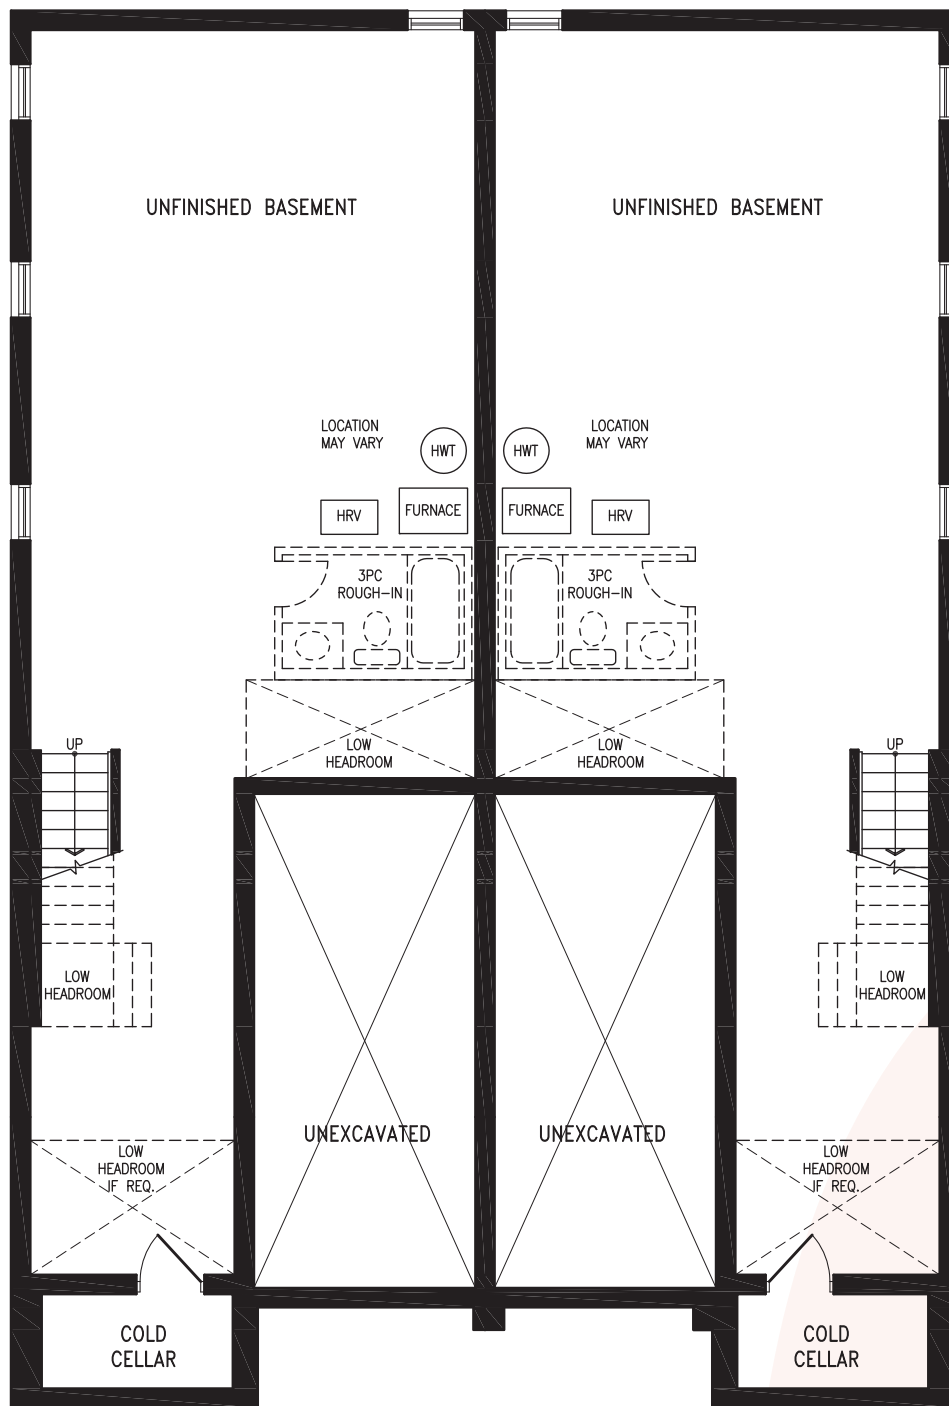 UNFINISHED BASEMENT
UNFINISHED BASEMENT
LOCATION
MAY VARY
HWT
HWT
LOCATION
MAY VARY
HRV
FURNACE
FURNACE
HRV
3PC
ROUGH-IN
3PC
ROUGH-IN
LOW
HEADROOM
LOW
HEADROOM
UP
UP
LOW
HEADROOM
LOW
HEADROOM
UNEXCAVATED
UNEXCAVATED
LOW
HEADROOM
IF REQ.
LOW
HEADROOM
IF REQ.
COLD
CELLAR
COLD
CELLAR